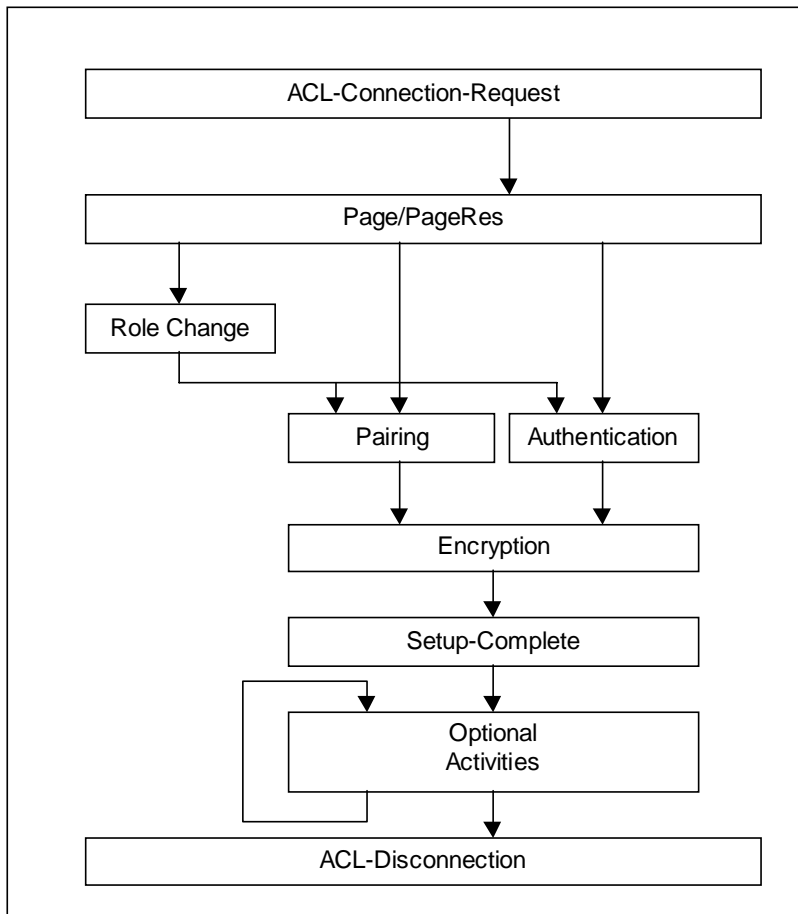 ACL-Connection-Request
Page/PageRes
Role Change
Pairing
Authentication
Encryption
Setup-Complete
Optional
Activities
ACL-Disconnection